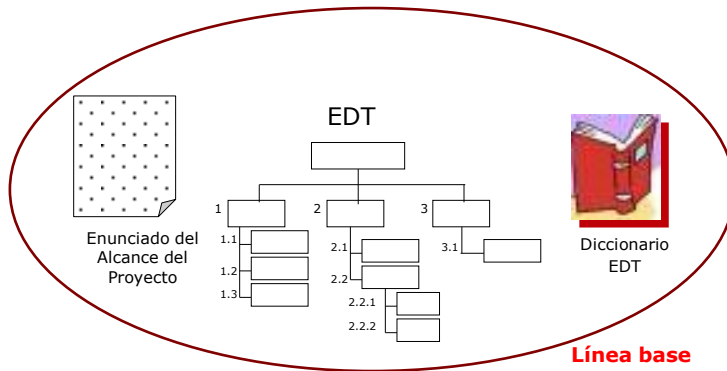 EDT
Enunciado del
Alcance del
Proyecto
1
1.1
1.2
1.3
2
2.1
2.2
2.2.1
2.2.2
3
3.1
Diccionario
EDT
Línea base